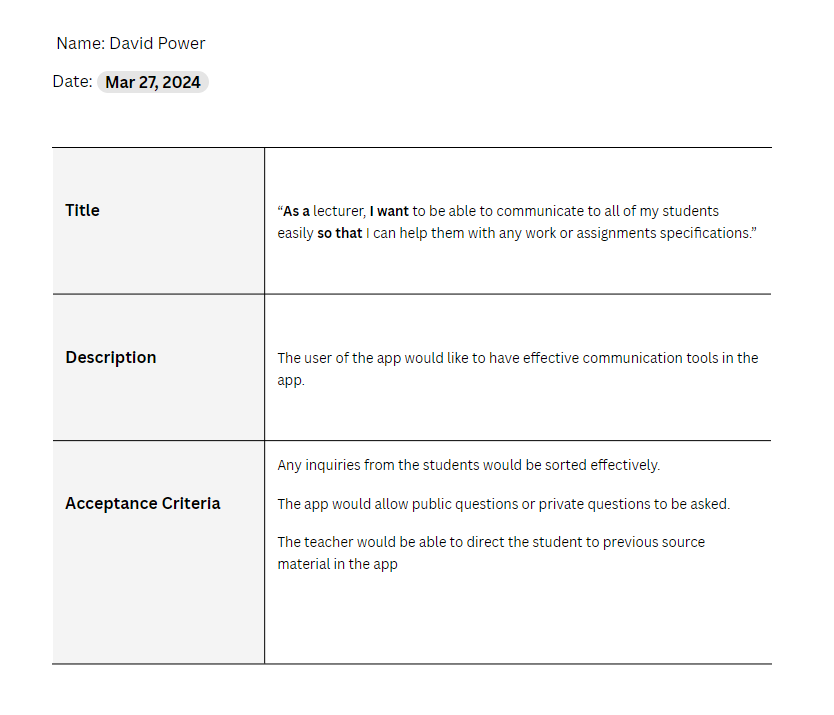 Name: David Power
Date: Mar 27, 2024
Title
“As a lecturer, I want to be able to communicate to all of my students
easily so that I can help them with any work or assignments specifications.”
Description
The user of the app would like to have effective communication tools in the
app.
Acceptance Criteria
Any inquiries from the students would be sorted effectively.
The app would allow public questions or private questions to be asked.
The teacher would be able to direct the student to previous source
material in the app